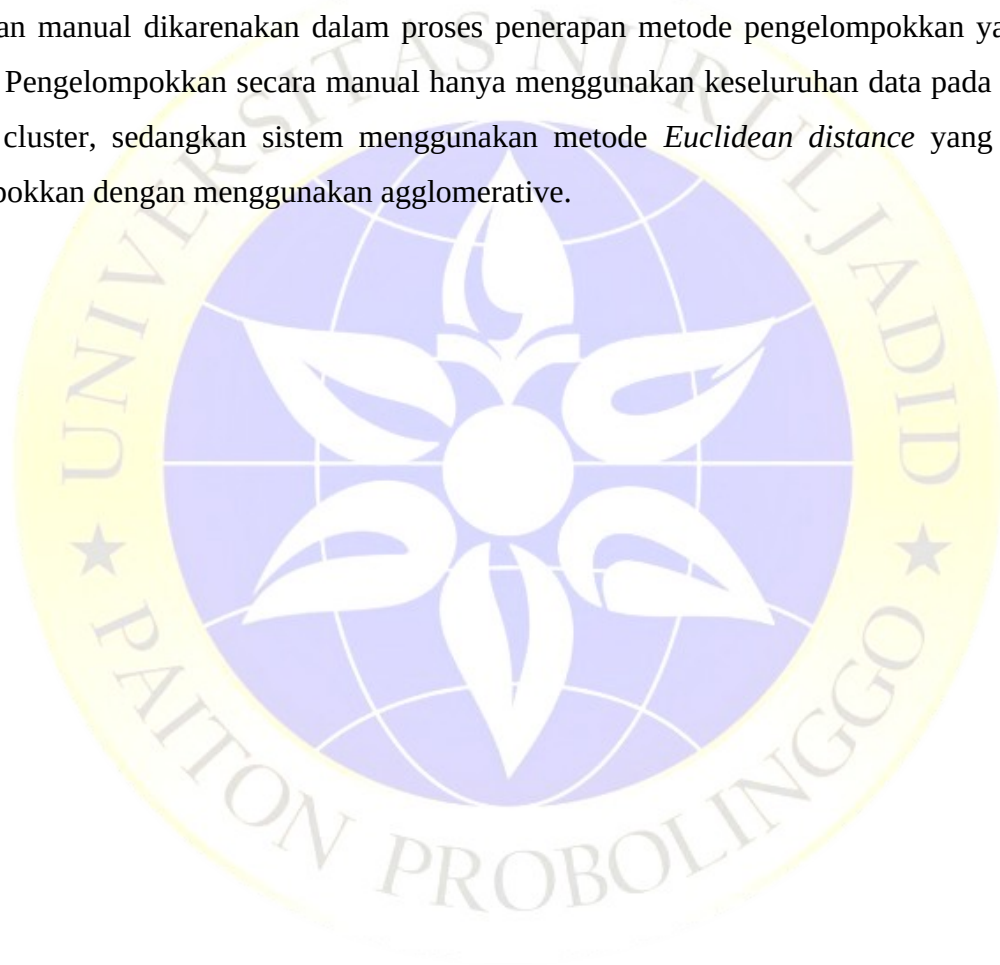 an manual dikarenakan dalam proses penerapan metode pengelompokkan ya
Pengelompokkan secara manual hanya menggunakan keseluruhan data pada
cluster, sedangkan sistem menggunakan metode Euclidean distance yang
pokkan dengan menggunakan agglomerative.
UNIVERSITAS NURUL JADID
PAITON PROBOLINGGO